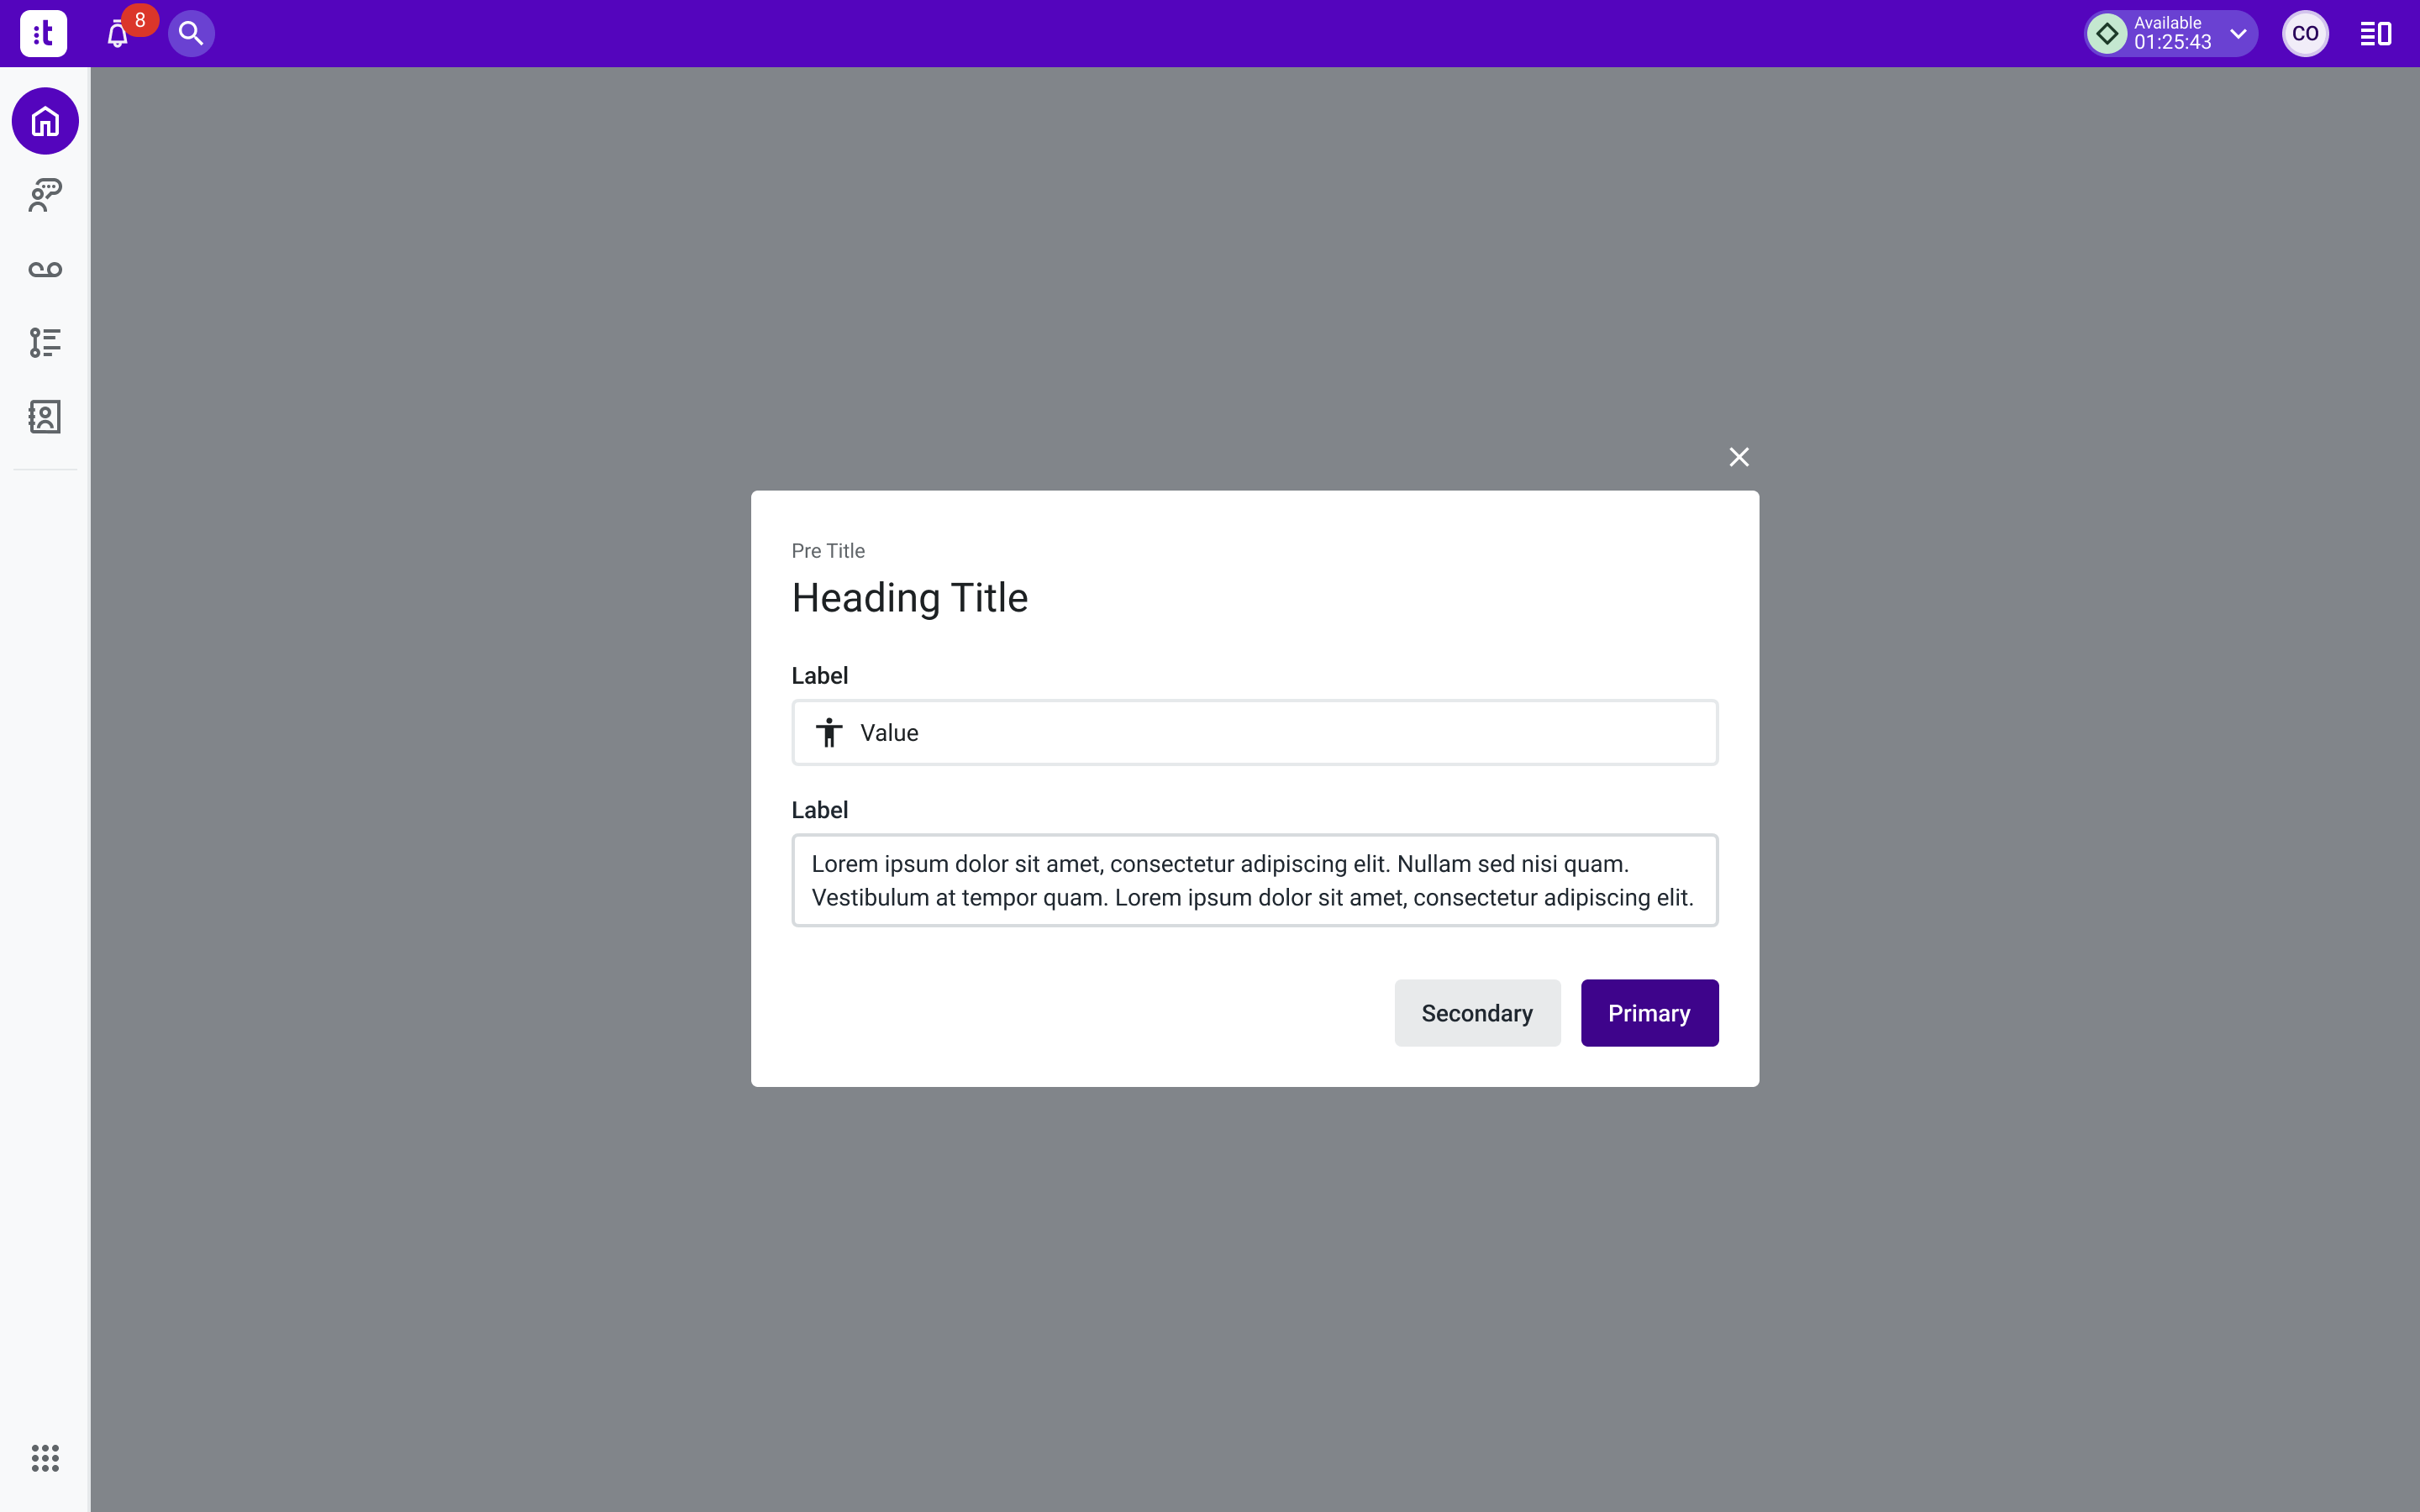 :t
8
Available
01:25:43
CO
Pre Title
Heading Title
Label
Value
Label
Lorem ipsum dolor sit amet, consectetur adipiscing elit. Nullam sed nisi quam.
Vestibulum at tempor quam. Lorem ipsum dolor sit amet, consectetur adipiscing elit.
Secondary
Primary